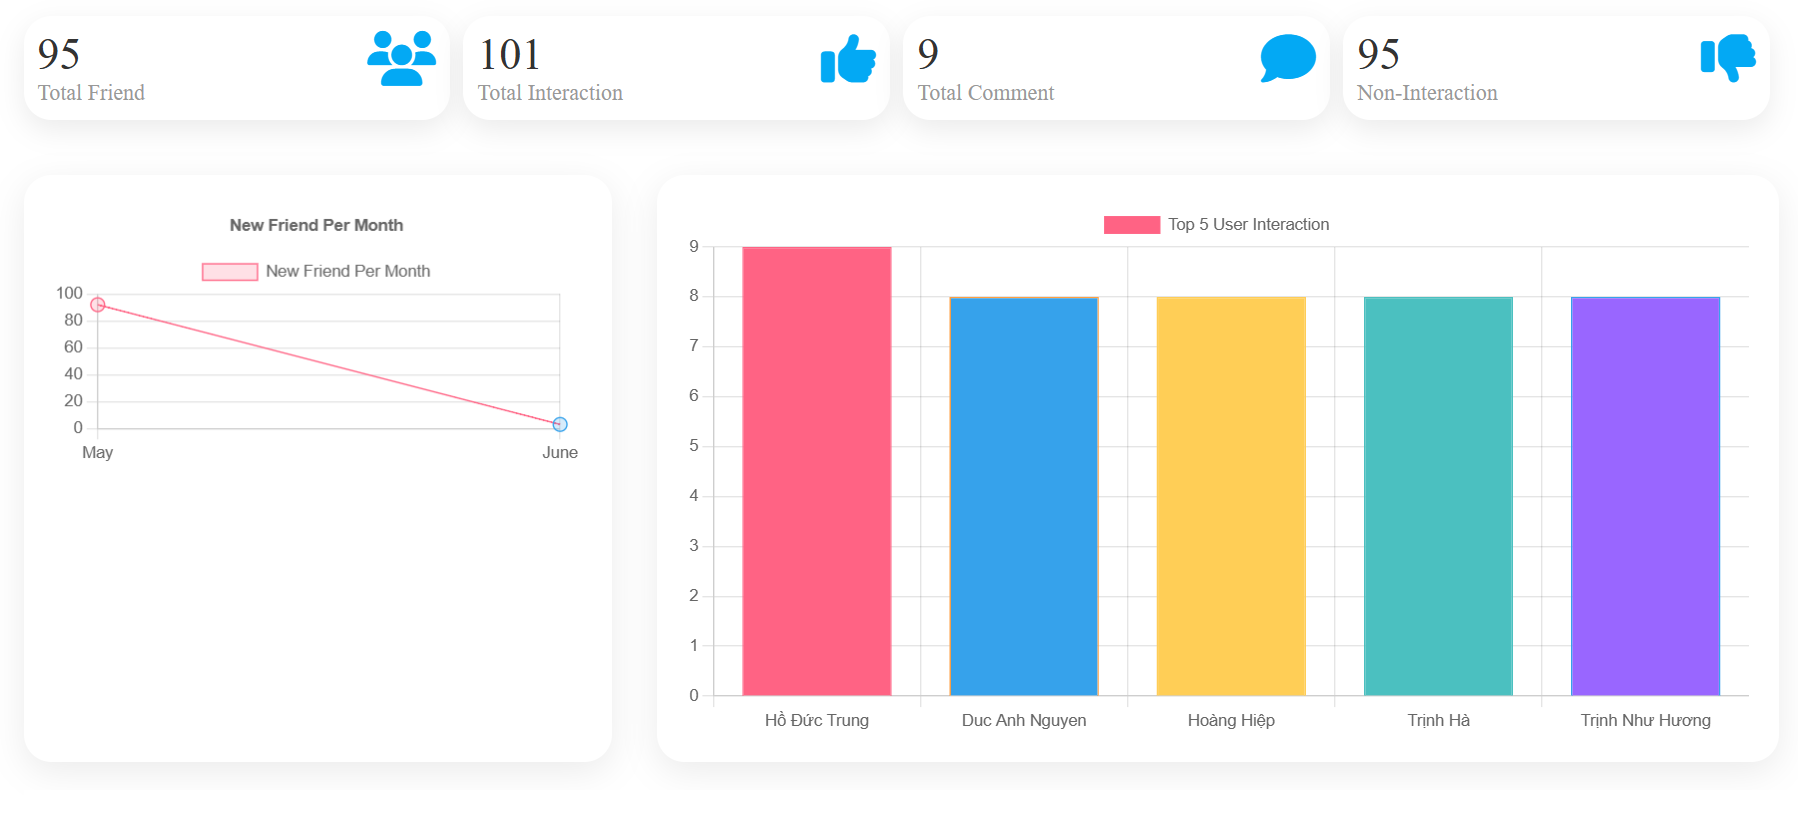 95
Total Friend
101
Total Interaction
9
Total Comment
95
Non-Interaction
New Friend Per Month
New Friend Per Month
100
80
60
40
20
0
May June
Top 5 User Interaction
9
8
7
6
5
4
3
2
1
0
Hồ Đức Trung Duc Anh Nguyen Hoàng Hiệp Trịnh Hà Trịnh Như Hương